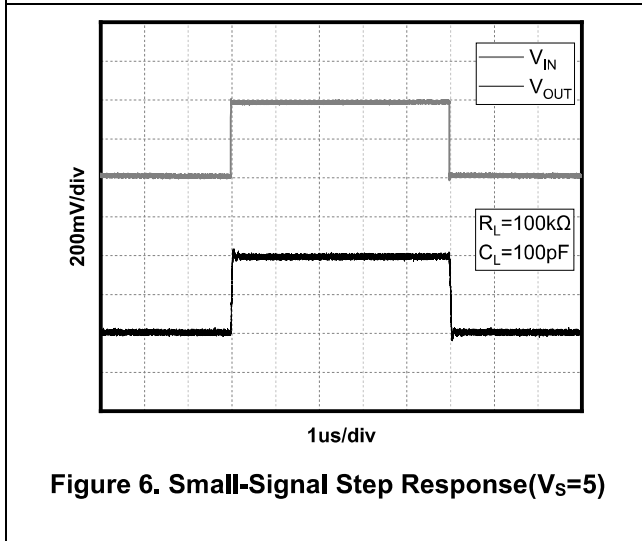 V_IN
V_OUT
200mV/div
R_L=100kΩ
C_L=100pF
1us/div
Figure 6. Small-Signal Step Response(V_S=5)